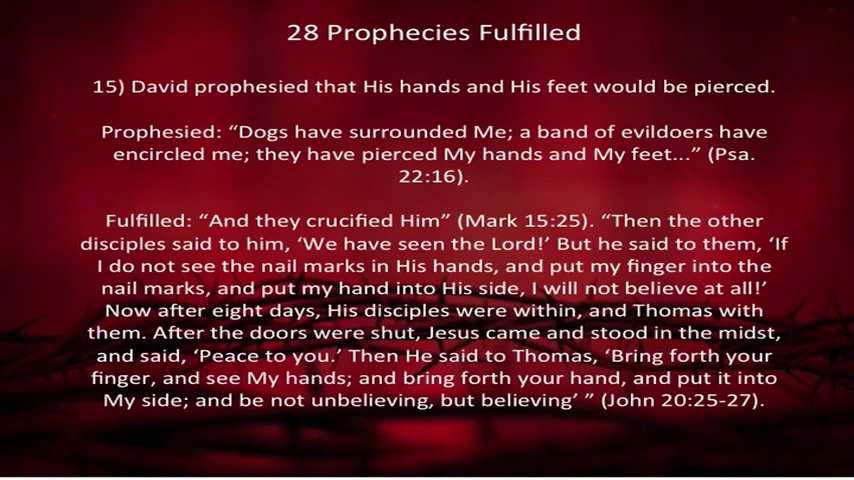 28 Prophecies Fulfilled
15) David prophesied that His hands and His feet would be pierced.
Prophesied: “Dogs have surrounded Me; a band of evildoers have
encircled me; they have pierced My hands and My feet...” (Psa.
22:16).
Fulfilled: “And they crucified Him” (Mark 15:25). “Then the other
disciples said to him, ‘We have seen the Lord!’ But he said to them, ‘If
I do not see the nail marks in His hands, and put my finger into the
nail marks, and put my hand into His side, I will not believe at all!’
Now after eight days, His disciples were within, and Thomas with
them. After the doors were shut, Jesus came and stood in the midst,
and said, ‘Peace to you.’ Then He said to Thomas, ‘Bring forth your
finger, and see My hands; and bring forth your hand, and put it into
My side; and be not unbelieving, but believing’ ” (John 20:25-27).